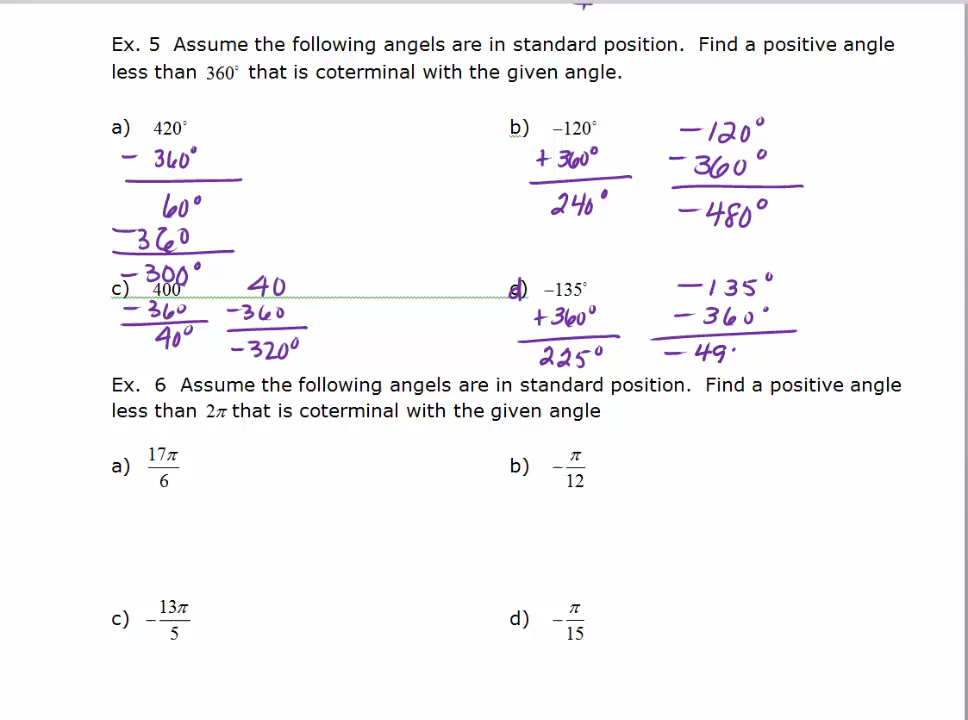 Ex. 5 Assume the following angels are in standard position. Find a positive angle
less than 360° that is coterminal with the given angle.
a) 420°
- 360°
60°
-360
-300°
b) -120°
+ 360°
240°
-120°
- 360°
-480°
c) 400°
- 360
40°
40
-360
-320°
d) -135°
+360°
225°
-135°
- 360°
- 49
Ex. 6 Assume the following angels are in standard position. Find a positive angle
less than 2π that is coterminal with the given angle
a) 17π/6
b) -π/12
c) -13π/5
d) -π/15